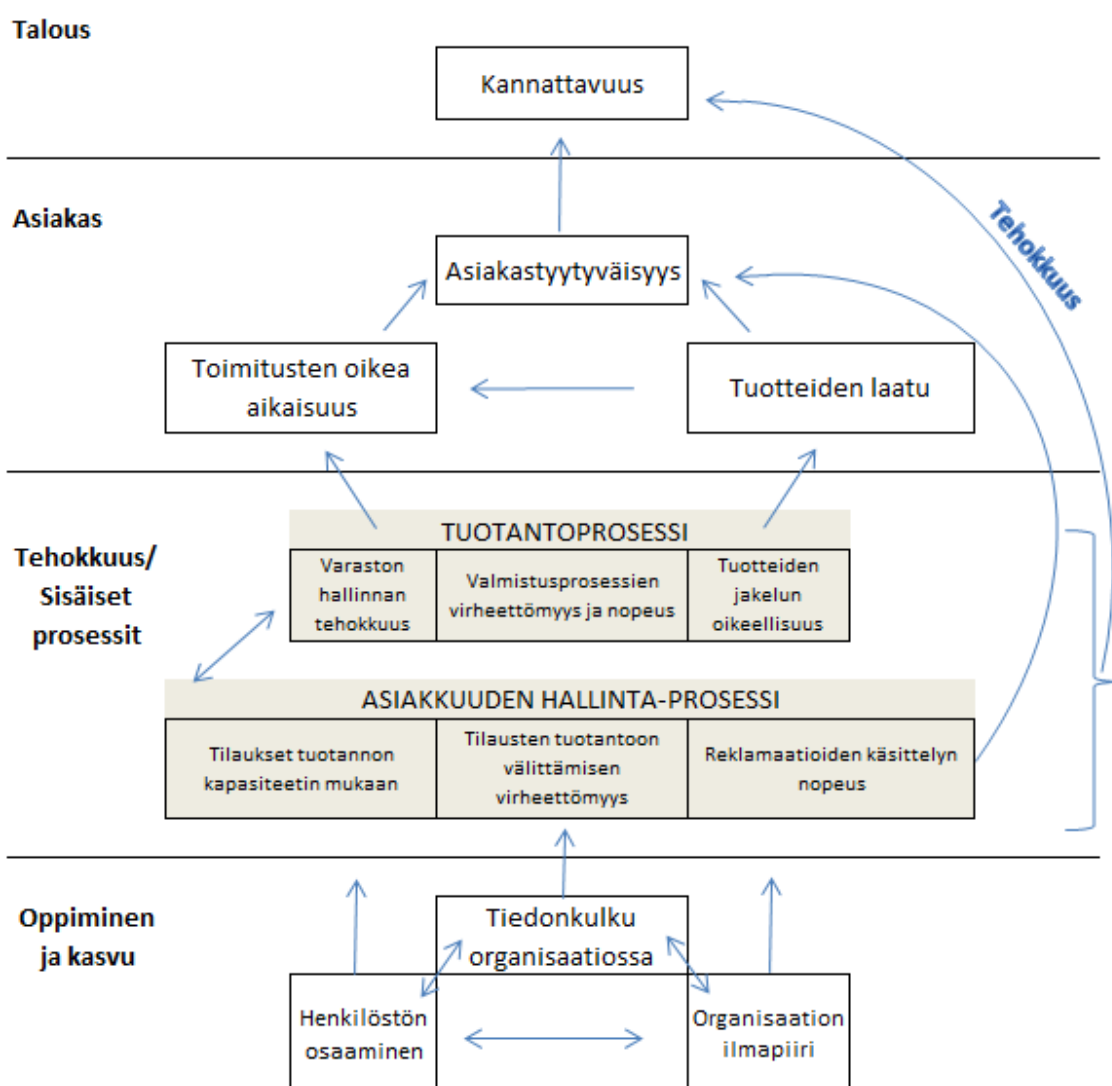 Talous
Kannattavuus
Asiakas
Tehokkuus
Asiakastyytyväisyys
Toimitusten oikea
aikaisuus
Tuotteiden laatu
Tehokkuus/
Sisäiset
prosessit
TUOTANTOPROSESSI
Varaston
hallinnan
tehokkuus
Valmistusprosessien
virheettömyys ja nopeus
Tuotteiden
jakelun
oikeellisuus
ASIAKKUUDEN HALLINTA-PROSESSI
Tilaukset tuotannon
kapasiteetin mukaan
Tilausten tuotantoon
välittämisen
virheettömyys
Reklamaatioiden käsittelyn
nopeus
Oppiminen
ja kasvu
Tiedonkulku
organisaatiossa
Henkilöstön
osaaminen
Organisaation
ilmapiiri